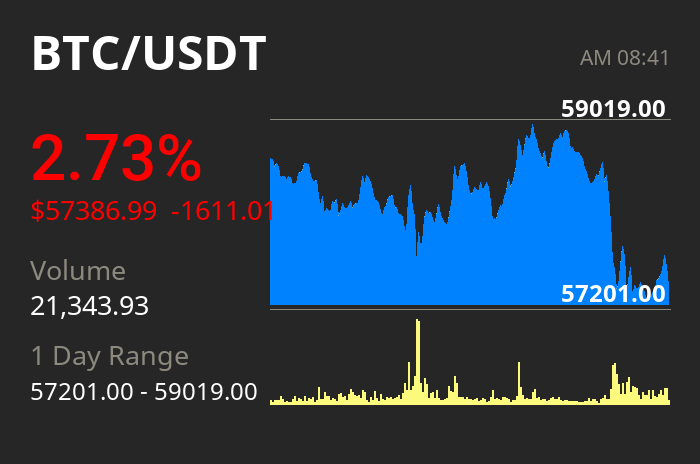 BTC/USDT
AM 08:41
59019.00
2.73%
$57386.99 -1611.01
Volume
21,343.93
57201.00
1 Day Range
57201.00 - 59019.00